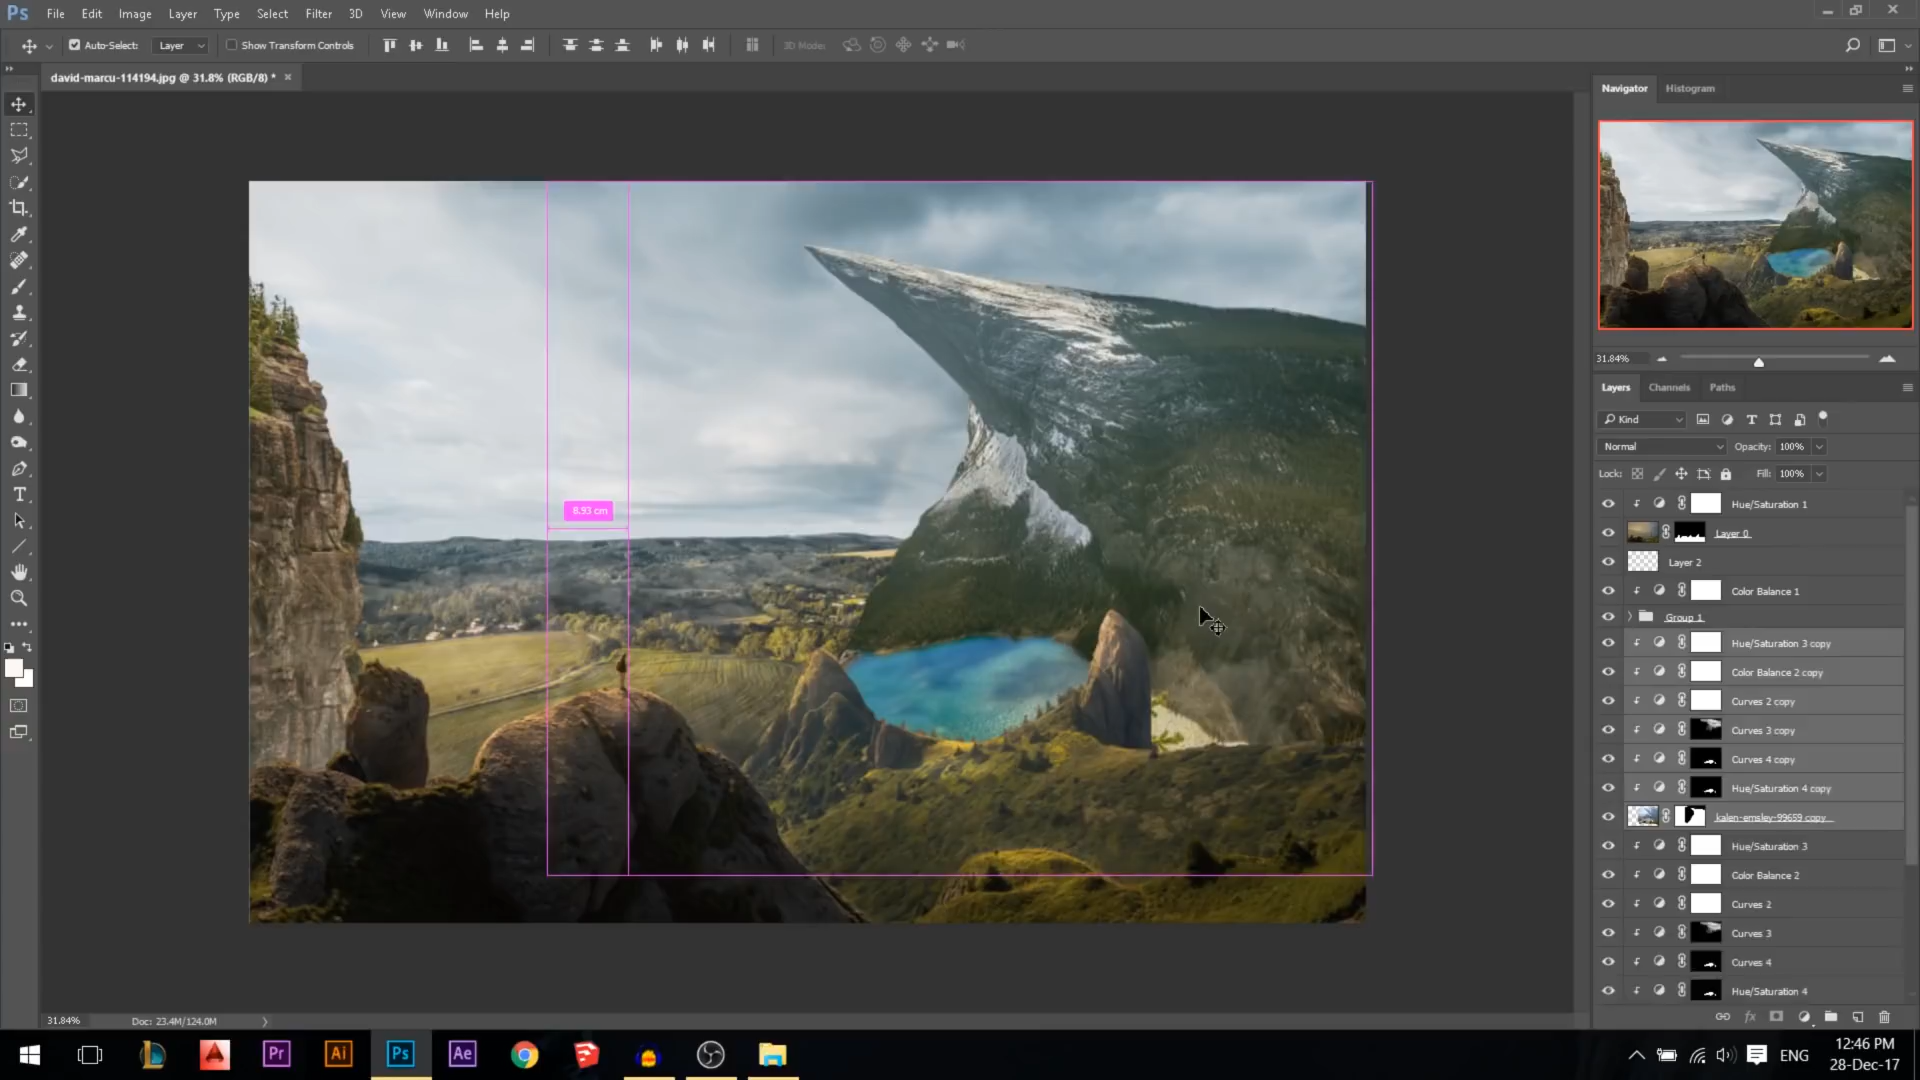 Ps File Edit Image Layer Type Select Filter 3D View Window Help
Auto-Select: Layer Show Transform Controls 3D Mode:
david-marcu-114194.jpg @ 31.8% (RGB/8) *
Navigator Histogram
31.84%
Layers Channels Paths
Kind
Normal Opacity: 100%
Lock: Fill: 100%
Hue/Saturation 1
Layer 0
Layer 2
Color Balance 1
Group 1
Hue/Saturation 3 copy
Color Balance 2 copy
Curves 2 copy
Curves 3 copy
Curves 4 copy
Hue/Saturation 4 copy
kalen-emsley-99659 copy
Hue/Saturation 3
Color Balance 2
Curves 2
Curves 3
Curves 4
Hue/Saturation 4
fx
8.93 cm
31.84% Doc: 23.4M/124.0M
Pr Ai Ps Ae
ENG
12:46 PM
28-Dec-17